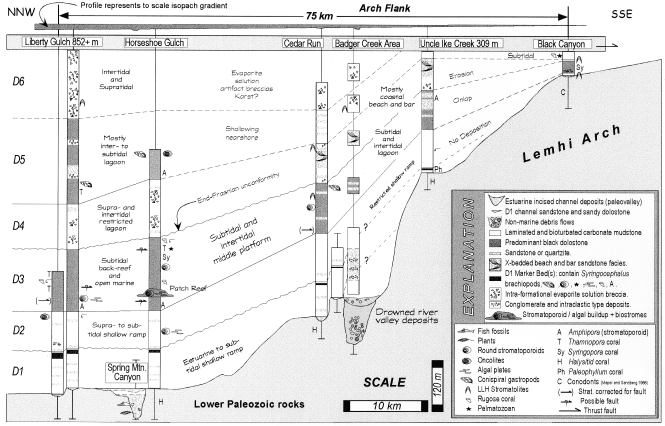 NNW
Profile represents to scale isopach gradient
Arch Flank
75 km
SSE
Liberty Gulch 852+ m
Horseshoe Gulch
Cedar Run
Badger Creek Area
Uncle Ike Creek 309 m
Black Canyon
D6
D5
D4
D3
D2
D1
Intertidal
and
Supratidal
Evaporite
solution
artifact breccias
Karst?
Mostly
coastal
beach and bar
Subtidal
A
Sy
A
C
Erosion
Onlap
No Deposition
Lemhi Arch
Mostly
inter- to
subtidal
lagoon
Shallowing
nearshore
Subtidal
and
intertidal
lagoon
Restricted shallow ramp
Ph
H
A
Supra- and
intertidal
restricted
lagoon
End-Frasnian unconformity
Subtidal and
intertidal
middle platform
Subtidal
back-reef
and
open marine
T
Sy
Patch Reef
A
?
?
Drowned river
valley deposits
H
Supra- to sub-
tidal shallow ramp
Estuarine to sub-
tidal shallow ramp
Spring Mtn.
Canyon
H
Lower Paleozoic rocks
SCALE
10 km
120 m
EXPLANATION
Estuarine incised channel deposits (paleovalley)
D1 channel sandstone and sandy dolostone
Non-marine debris flows
Laminated and bioturbated carbonate mudstone
Predominant black dolostone
Sandstone or quartzite.
X-bedded beach and bar sandstone facies.
D1 Marker Bed(s): contain Syringocephalus
brachiopods, , , , , A .
Intra-formational evaporite solution breccia.
Conglomerate and intraclastic type deposits.
Stromatoporoid / algal buildup + biostromes
Fish fossils
Plants
Round stromatoporoids
Oncolites
Algal plates
Conispiral gastropods
LLH Stromatolites
Rugose coral
Pelmatozoan
A Amphipora (stromatoporoid)
T Thamnopora coral
Sy Syringopora coral
H Halysitid coral
Ph Paleophyllum coral
C Conodonts
(—) Strat. corrected for fault
Possible fault
Thrust fault